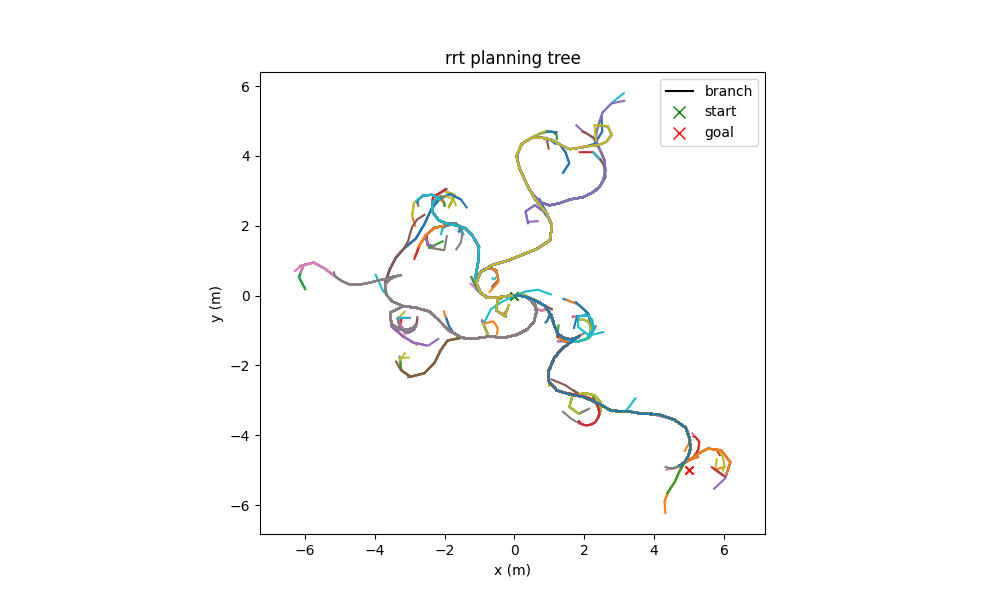 rrt planning tree
branch
start
goal
6
4
2
0
−2
−4
−6
y (m)
−6 −4 −2 0 2 4 6
x (m)